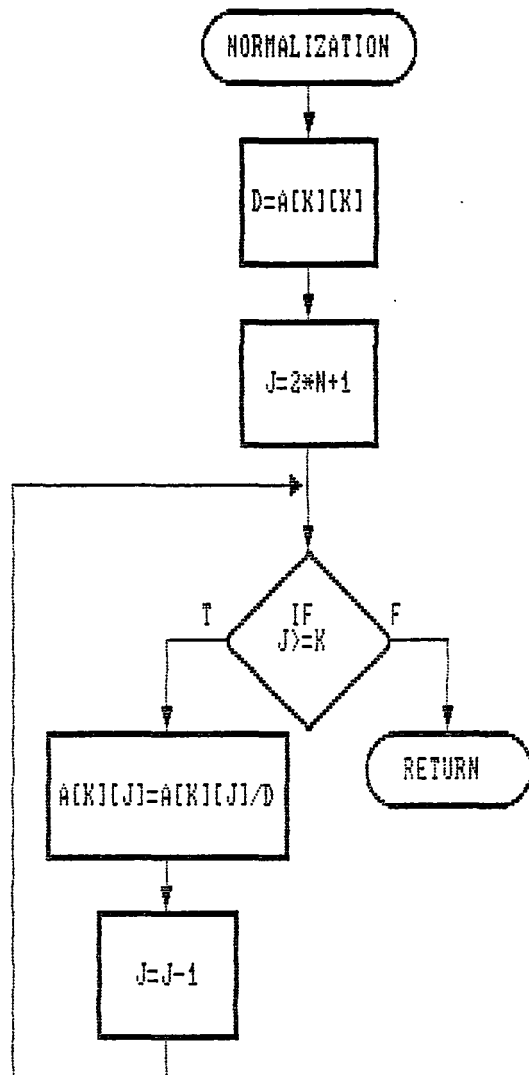 NORMALIZATION
D=A[K][K]
J=2*N+1
T
IF
F
J>=K
A[K][J]=A[K][J]/D
RETURN
J=J-1